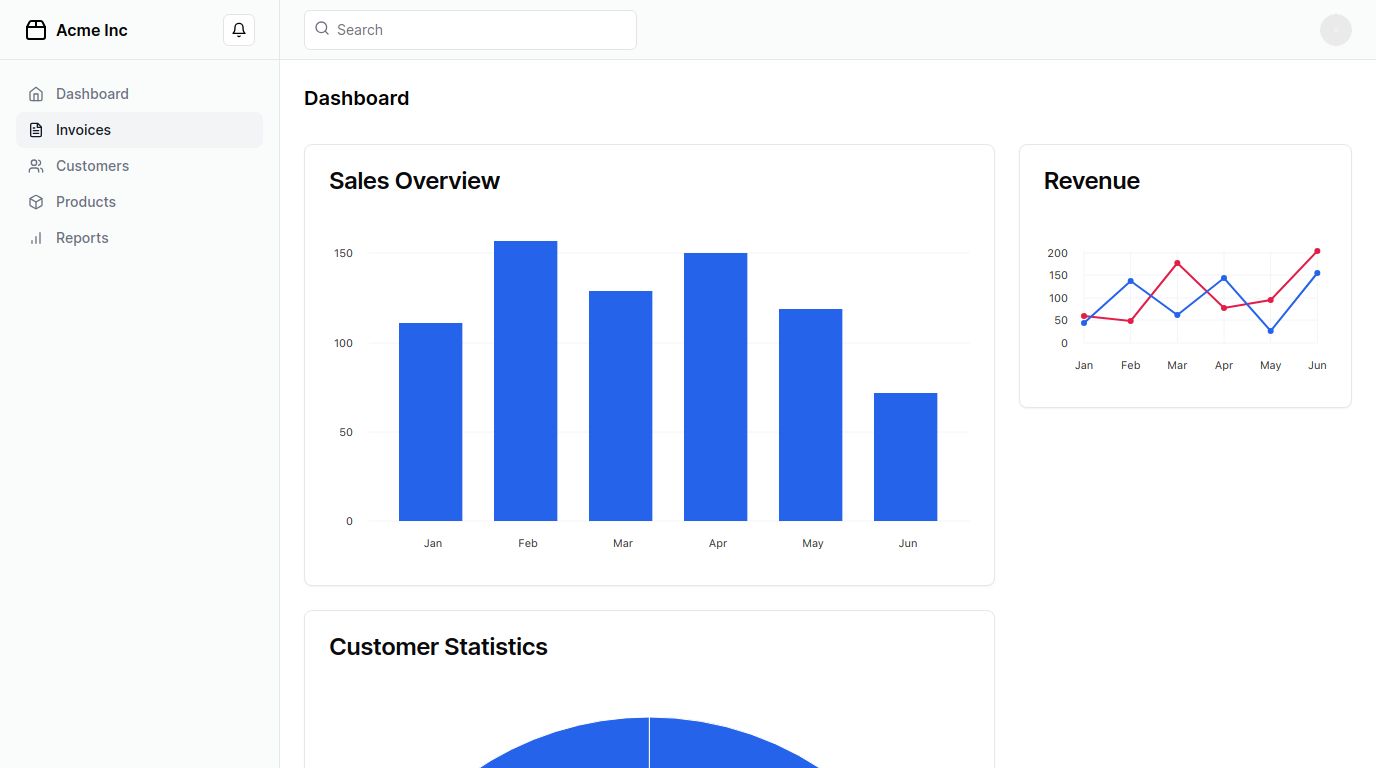 Acme Inc
Search
Dashboard
Invoices
Customers
Products
Reports
Dashboard
Sales Overview
150
100
50
0
Jan Feb Mar Apr May Jun
Revenue
200
150
100
50
0
Jan Feb Mar Apr May Jun
Customer Statistics